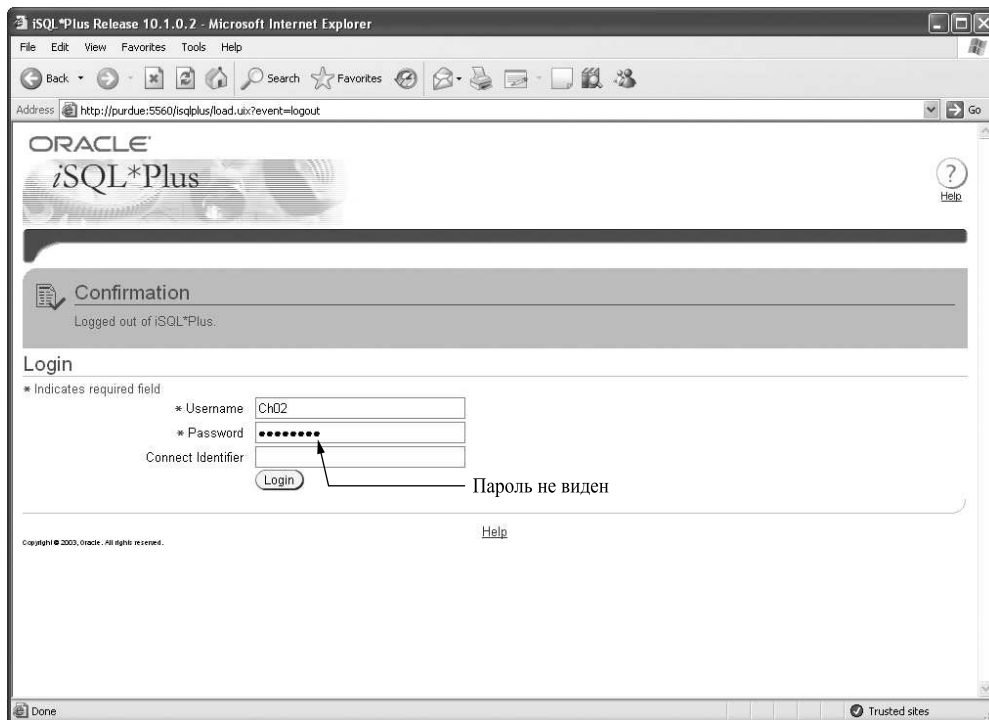 iSQL*Plus Release 10.1.0.2 - Microsoft Internet Explorer
File Edit View Favorites Tools Help
Back Search Favorites
Address http://purdue:5560/isqlplus/load.uix?event=logout Go
ORACLE
iSQL*Plus
?
Help
Confirmation
Logged out of iSQL*Plus.
Login
* Indicates required field
* Username Ch02
* Password ••••••••
Connect Identifier
Login
Пароль не виден
Help
Copyright © 2003, Oracle. All rights reserved.
Done Trusted sites